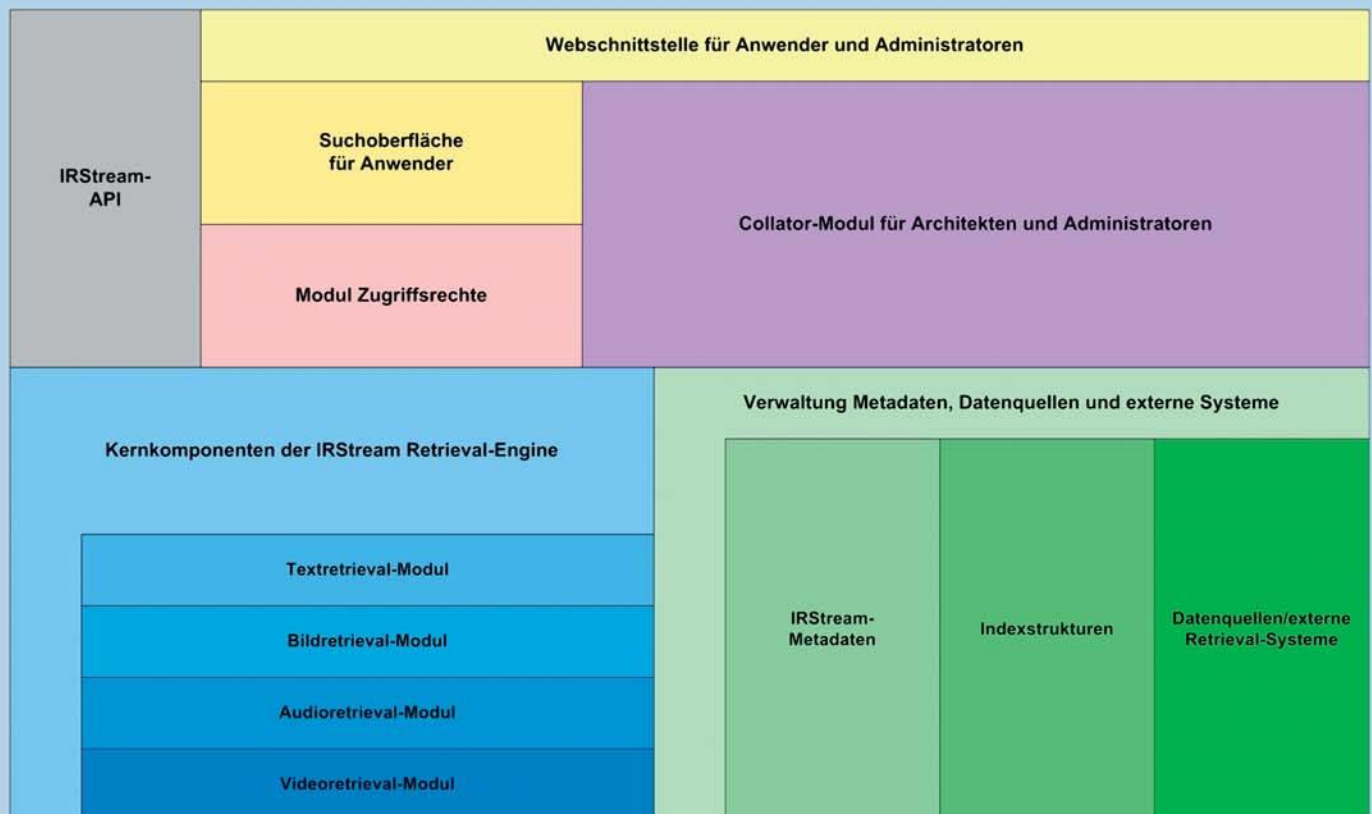 Webschnittstelle für Anwender und Administratoren
Suchoberfläche
für Anwender
IRStream-
API
Collator-Modul für Architekten und Administratoren
Modul Zugriffsrechte
Kernkomponenten der IRStream Retrieval-Engine
Textretrieval-Modul
Bildretrieval-Modul
Audioretrieval-Modul
Videoretrieval-Modul
Verwaltung Metadaten, Datenquellen und externe Systeme
IRStream-
Metadaten
Indexstrukturen
Datenquellen/externe
Retrieval-Systeme